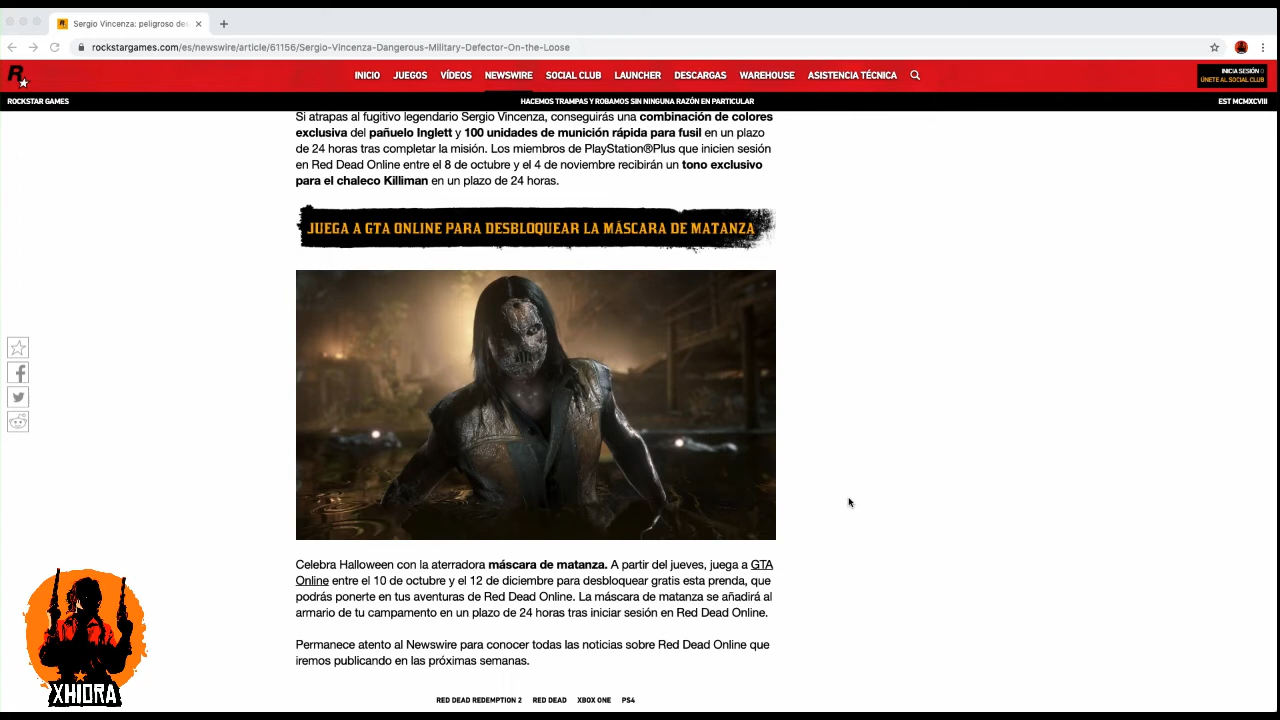 Sergio Vincenza: peligroso de
rockstargames.com/es/newswire/article/61156/Sergio-Vincenza-Dangerous-Military-Defector-On-the-Loose
INICIO JUEGOS VÍDEOS NEWSWIRE SOCIAL CLUB LAUNCHER DESCARGAS WAREHOUSE ASISTENCIA TÉCNICA
INICIA SESIÓN O
ÚNETE AL SOCIAL CLUB
ROCKSTAR GAMES HACEMOS TRAMPAS Y ROBAMOS SIN NINGUNA RAZÓN EN PARTICULAR EST MCMXCVIII
Si atrapas al fugitivo legendario Sergio Vincenza, conseguirás una combinación de colores
exclusiva del pañuelo Inglett y 100 unidades de munición rápida para fusil en un plazo
de 24 horas tras completar la misión. Los miembros de PlayStation®Plus que inicien sesión
en Red Dead Online entre el 8 de octubre y el 4 de noviembre recibirán un tono exclusivo
para el chaleco Killiman en un plazo de 24 horas.
JUEGA A GTA ONLINE PARA DESBLOQUEAR LA MÁSCARA DE MATANZA
Celebra Halloween con la aterradora máscara de matanza. A partir del jueves, juega a GTA
Online entre el 10 de octubre y el 12 de diciembre para desbloquear gratis esta prenda, que
podrás ponerte en tus aventuras de Red Dead Online. La máscara de matanza se añadirá al
armario de tu campamento en un plazo de 24 horas tras iniciar sesión en Red Dead Online.
Permanece atento al Newswire para conocer todas las noticias sobre Red Dead Online que
iremos publicando en las próximas semanas.
RED DEAD REDEMPTION 2 RED DEAD XBOX ONE PS4
XHIDRA